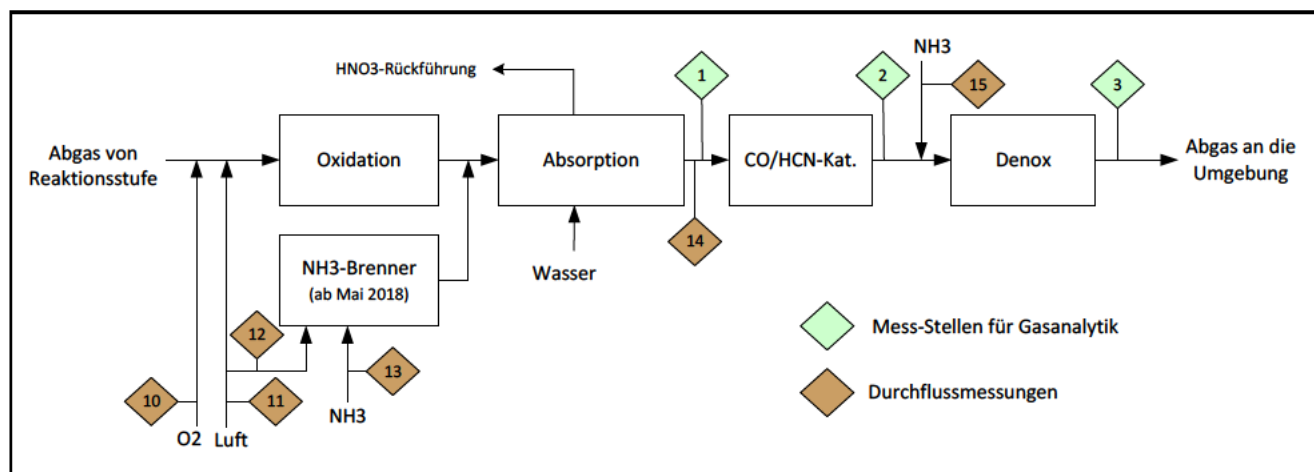 HNO3-Rückführung
1
2
NH3
15
3
Abgas von
Reaktionsstufe
Oxidation
Absorption
CO/HCN-Kat.
Denox
Abgas an die
Umgebung
14
NH3-Brenner
(ab Mai 2018)
Wasser
12
13
10
11
O2
Luft
NH3
Mess-Stellen für Gasanalytik
Durchflussmessungen